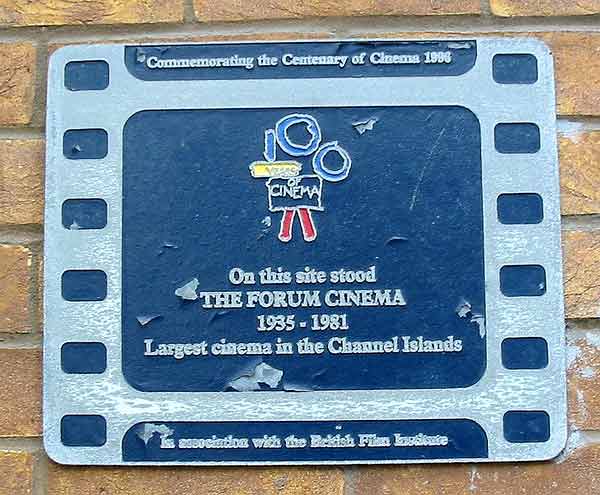 Commemorating the Centenary of Cinema 1996
100
YEARS
OF
CINEMA
On this site stood
THE FORUM CINEMA
1935 - 1981
Largest cinema in the Channel Islands
In association with the British Film Institute